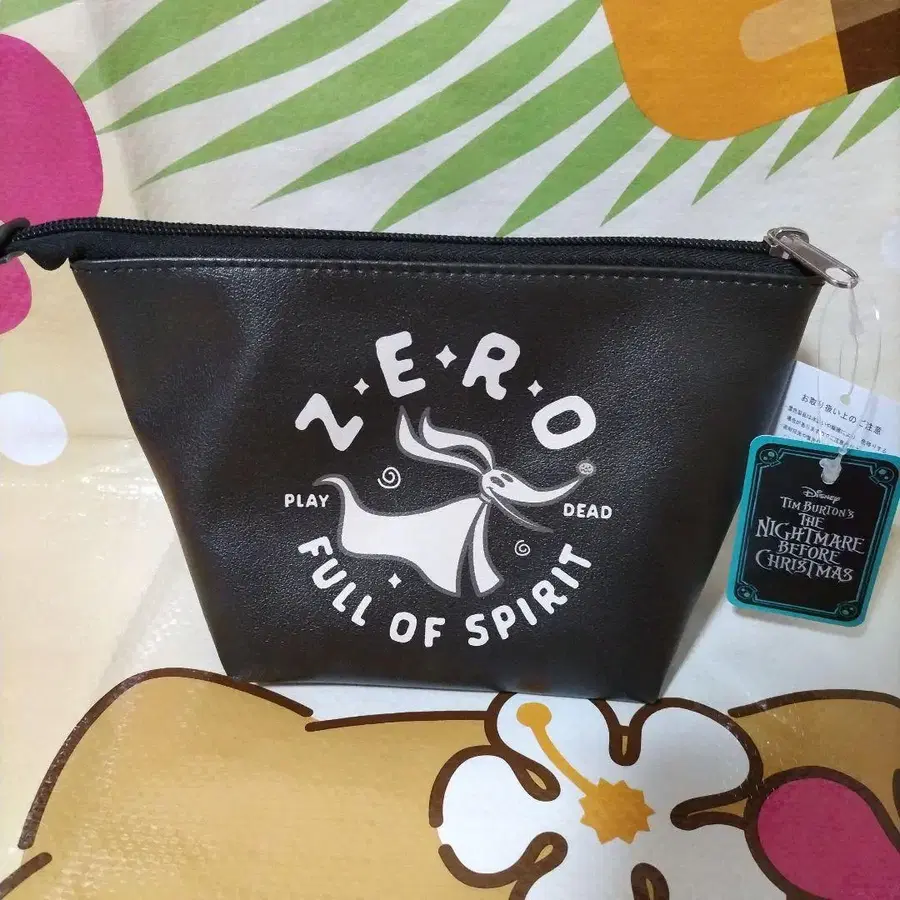 ZERO
PLAY DEAD
FULL OF SPIRIT
お取り扱い上のご注意
Disney
TIM BURTON'S
THE
NIGHTMARE
BEFORE
CHRISTMAS